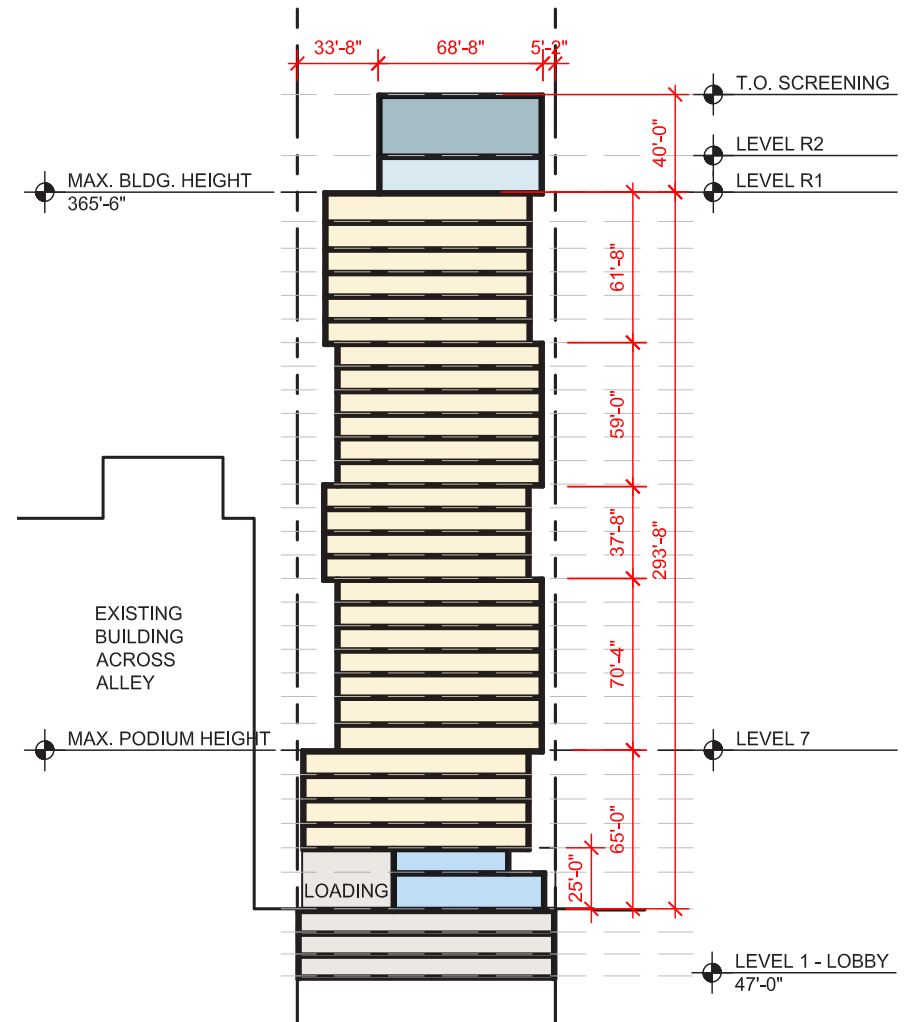 33'-8"
68'-8"
5'-2"
T.O. SCREENING
40'-0"
LEVEL R2
MAX. BLDG. HEIGHT
365'-6"
LEVEL R1
61'-8"
59'-0"
37'-8"
293'-8"
EXISTING
BUILDING
ACROSS
ALLEY
70'-4"
MAX. PODIUM HEIGHT
LEVEL 7
65'-0"
25'-0"
LOADING
LEVEL 1 - LOBBY
47'-0"